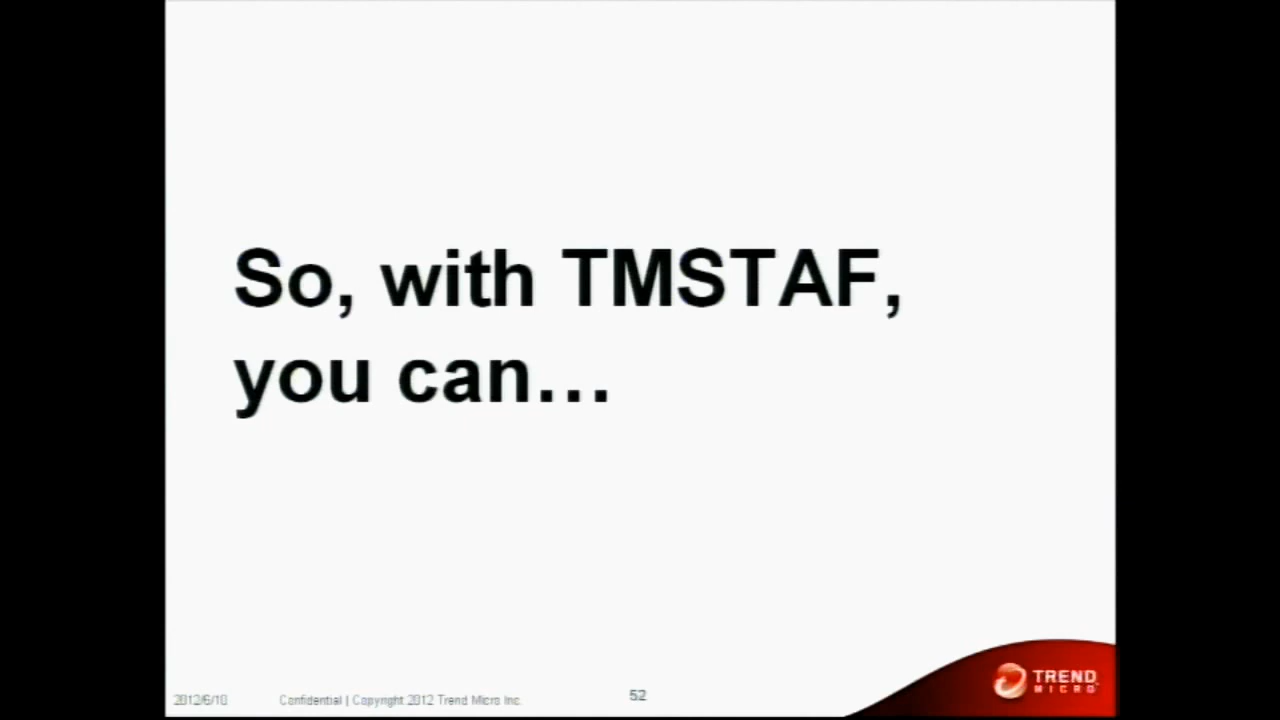 So, with TMSTAF,
you can...
2012/6/10 Confidential | Copyright 2012 Trend Micro Inc. 52
TREND
MICRO